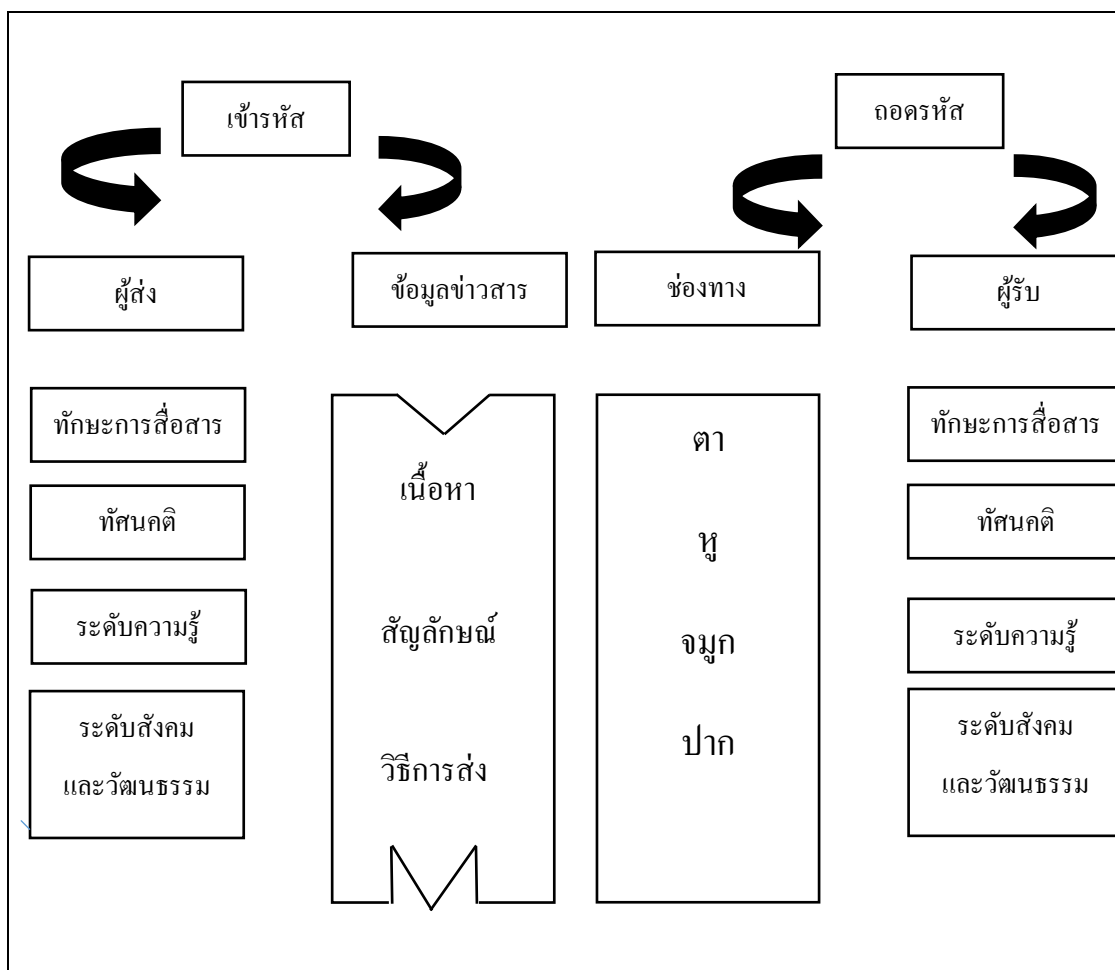 เข้ารหัส
ถอดรหัส
ผู้ส่ง
ข้อมูลข่าวสาร
ช่องทาง
ผู้รับ
ทักษะการสื่อสาร
ทัศนคติ
ระดับความรู้
ระดับสังคม
และวัฒนธรรม
เนื้อหา
สัญลักษณ์
วิธีการส่ง
ตา
หู
จมูก
ปาก
ทักษะการสื่อสาร
ทัศนคติ
ระดับความรู้
ระดับสังคม
และวัฒนธรรม